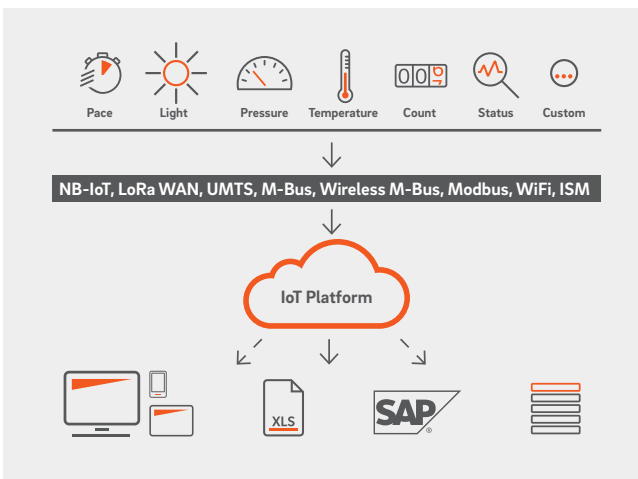 Pace Light Pressure Temperature Count Status Custom
NB-IoT, LoRa WAN, UMTS, M-Bus, Wireless M-Bus, Modbus, WiFi, ISM
IoT Platform
XLS
SAP®